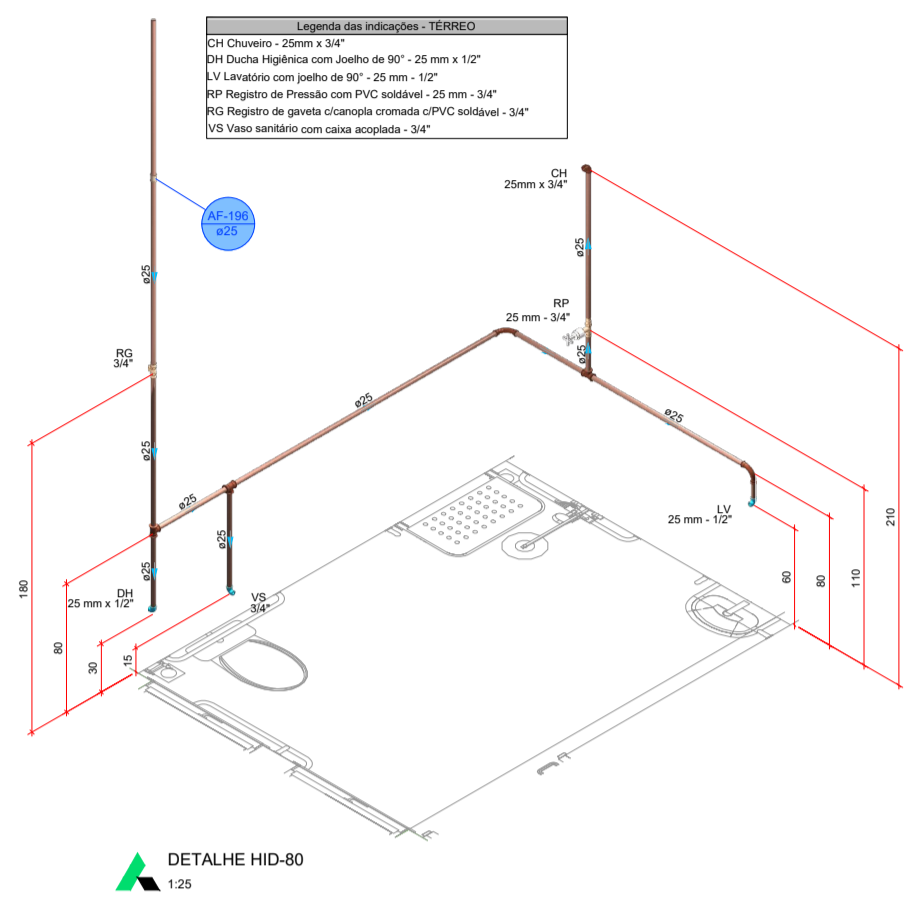 Legenda das indicações - TÉRREO
CH Chuveiro - 25mm x 3/4"
DH Ducha Higiênica com Joelho de 90° - 25 mm x 1/2"
LV Lavatório com joelho de 90° - 25 mm - 1/2"
RP Registro de Pressão com PVC soldável - 25 mm - 3/4"
RG Registro de gaveta c/canopla cromada c/PVC soldável - 3/4"
VS Vaso sanitário com caixa acoplada - 3/4"
CH
25mm x 3/4"
AF-196
ø25
ø25
ø25
RP
25 mm - 3/4"
ø25
RG
3/4"
ø25
ø25
ø25
ø25
ø25
ø25
LV
25 mm - 1/2"
DH
25 mm x 1/2"
VS
3/4"
180
80
30
15
60
80
110
210
DETALHE HID-80
1:25